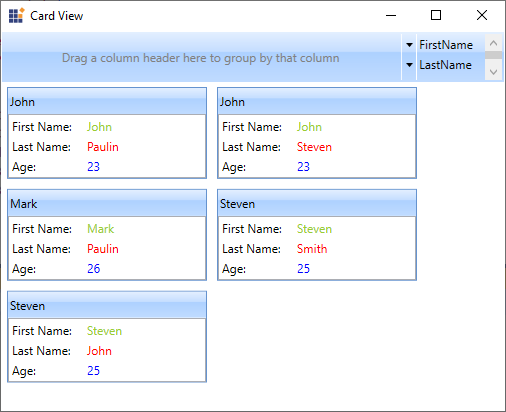 Card View
Drag a column header here to group by that column
FirstName
LastName
John
First Name: John
Last Name: Paulin
Age: 23
John
First Name: John
Last Name: Steven
Age: 23
Mark
First Name: Mark
Last Name: Paulin
Age: 26
Steven
First Name: Steven
Last Name: Smith
Age: 25
Steven
First Name: Steven
Last Name: John
Age: 25